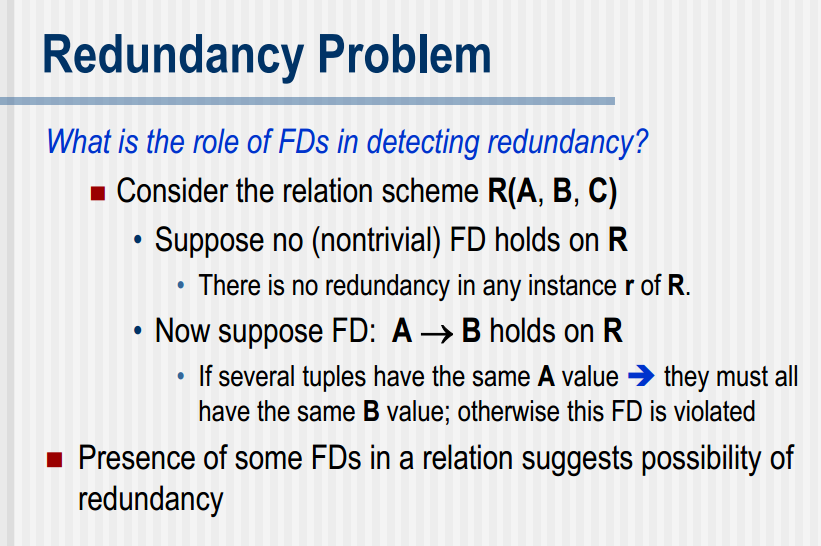 Redundancy Problem
What is the role of FDs in detecting redundancy?
■ Consider the relation scheme R(A, B, C)
• Suppose no (nontrivial) FD holds on R
• There is no redundancy in any instance r of R.
• Now suppose FD: A → B holds on R
• If several tuples have the same A value ➔ they must all
have the same B value; otherwise this FD is violated
■ Presence of some FDs in a relation suggests possibility of
redundancy